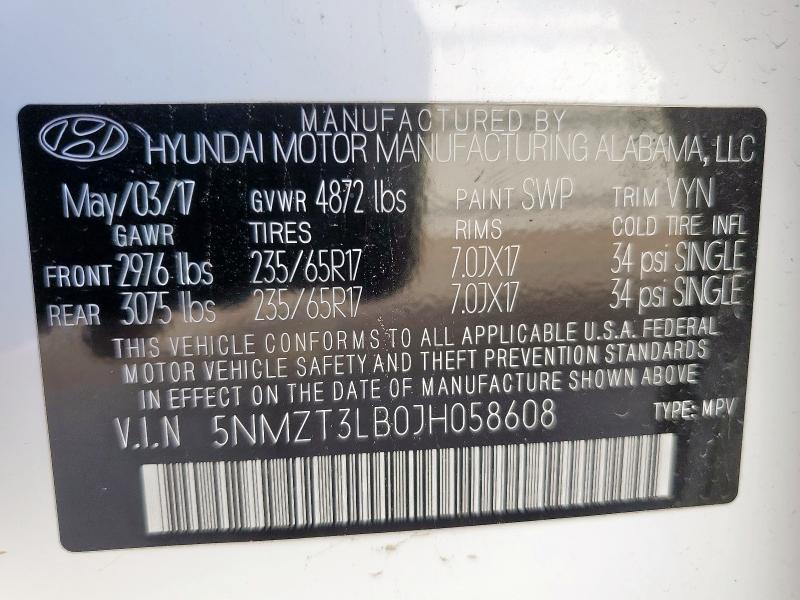 MANUFACTURED BY
HYUNDAI MOTOR MANUFACTURING ALABAMA, LLC
May/03/17 GVWR 4872 lbs PAINT SWP TRIM VYN
GAWR TIRES RIMS COLD TIRE INFL
FRONT 2976 lbs 235/65R17 7.0JX17 34 psi SINGLE
REAR 3075 lbs 235/65R17 7.0JX17 34 psi SINGLE
THIS VEHICLE CONFORMS TO ALL APPLICABLE U.S.A. FEDERAL
MOTOR VEHICLE SAFETY AND THEFT PREVENTION STANDARDS
IN EFFECT ON THE DATE OF MANUFACTURE SHOWN ABOVE.
V.I.N 5NMZT3LB0JH058608 TYPE: MPV